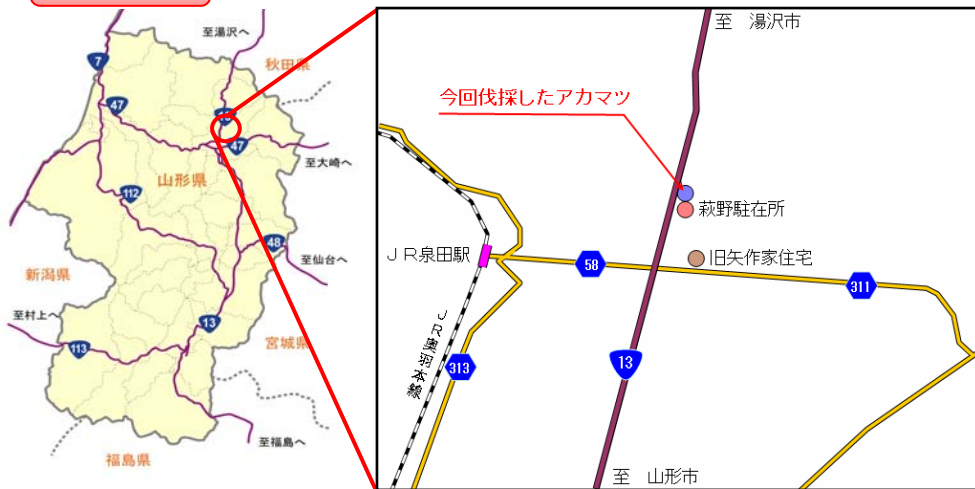 至湯沢へ
秋田県
7
47
13
47
至大崎へ
山形県
112
48
至仙台へ
新潟県
至村上へ
13
宮城県
113
至福島へ
福島県
至 湯沢市
今回伐採したアカマツ
萩野駐在所
JR泉田駅
旧矢作家住宅
58
311
JR奥羽本線
313
13
至 山形市